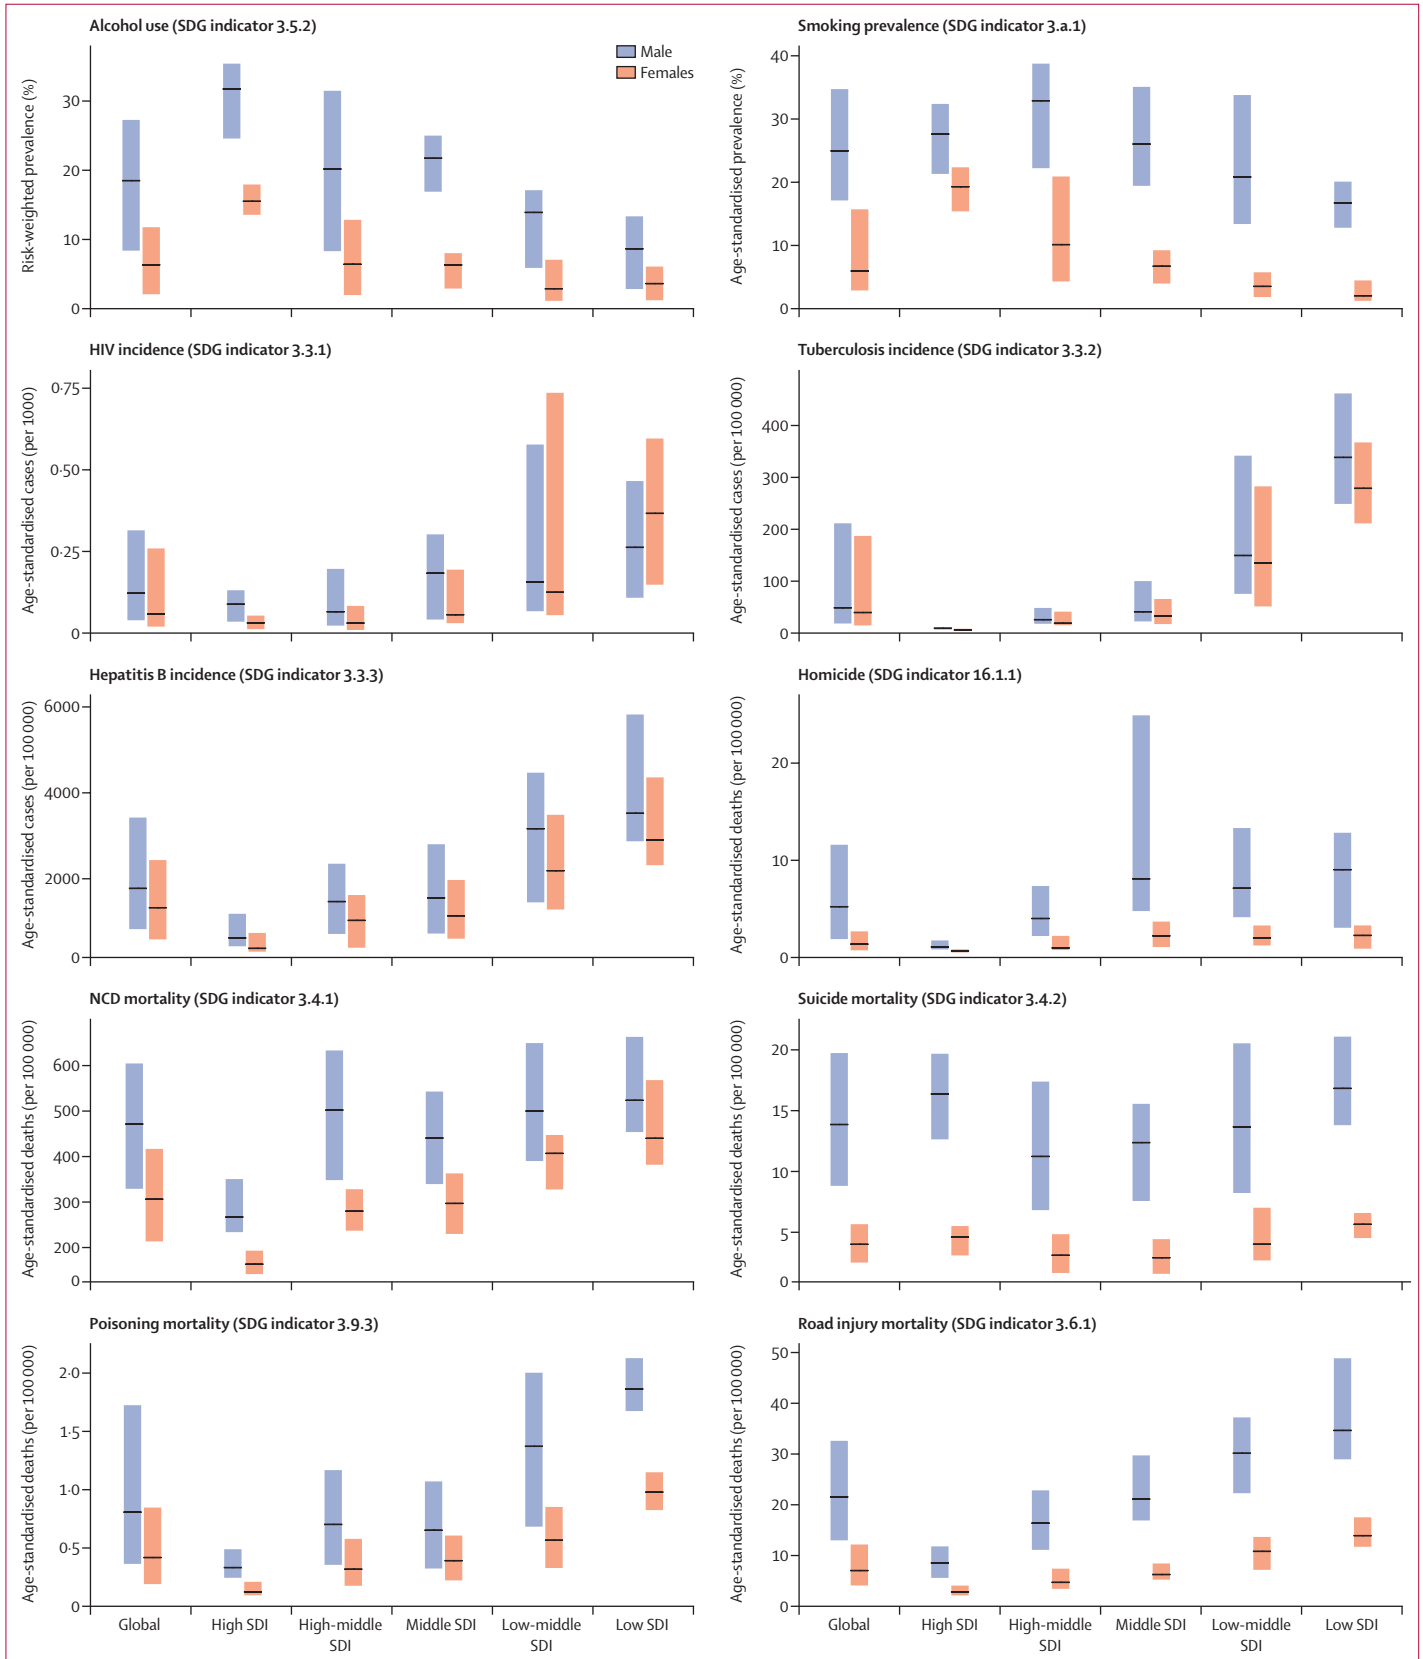 Alcohol use (SDG indicator 3.5.2)
Risk-weighted prevalence (%)
30
20
10
0
Male
Females
Smoking prevalence (SDG indicator 3.a.1)
Age-standardised prevalence (%)
40
30
20
10
0
HIV incidence (SDG indicator 3.3.1)
Age-standardised cases (per 1000)
0·75
0·50
0·25
0
Tuberculosis incidence (SDG indicator 3.3.2)
Age-standardised cases (per 100 000)
400
300
200
100
0
Hepatitis B incidence (SDG indicator 3.3.3)
Age-standardised cases (per 100 000)
6000
4000
2000
0
Homicide (SDG indicator 16.1.1)
Age-standardised deaths (per 100 000)
20
10
0
NCD mortality (SDG indicator 3.4.1)
Age-standardised deaths (per 100 000)
600
500
400
300
200
0
Suicide mortality (SDG indicator 3.4.2)
Age-standardised deaths (per 100 000)
20
15
10
5
0
Poisoning mortality (SDG indicator 3.9.3)
Age-standardised deaths (per 100 000)
2·0
1·5
1·0
0·5
0
Global
High SDI
High-middle
SDI
Middle SDI
Low-middle
SDI
Low SDI
Road injury mortality (SDG indicator 3.6.1)
Age-standardised deaths (per 100 000)
50
40
30
20
10
0
Global
High SDI
High-middle
SDI
Middle SDI
Low-middle
SDI
Low SDI